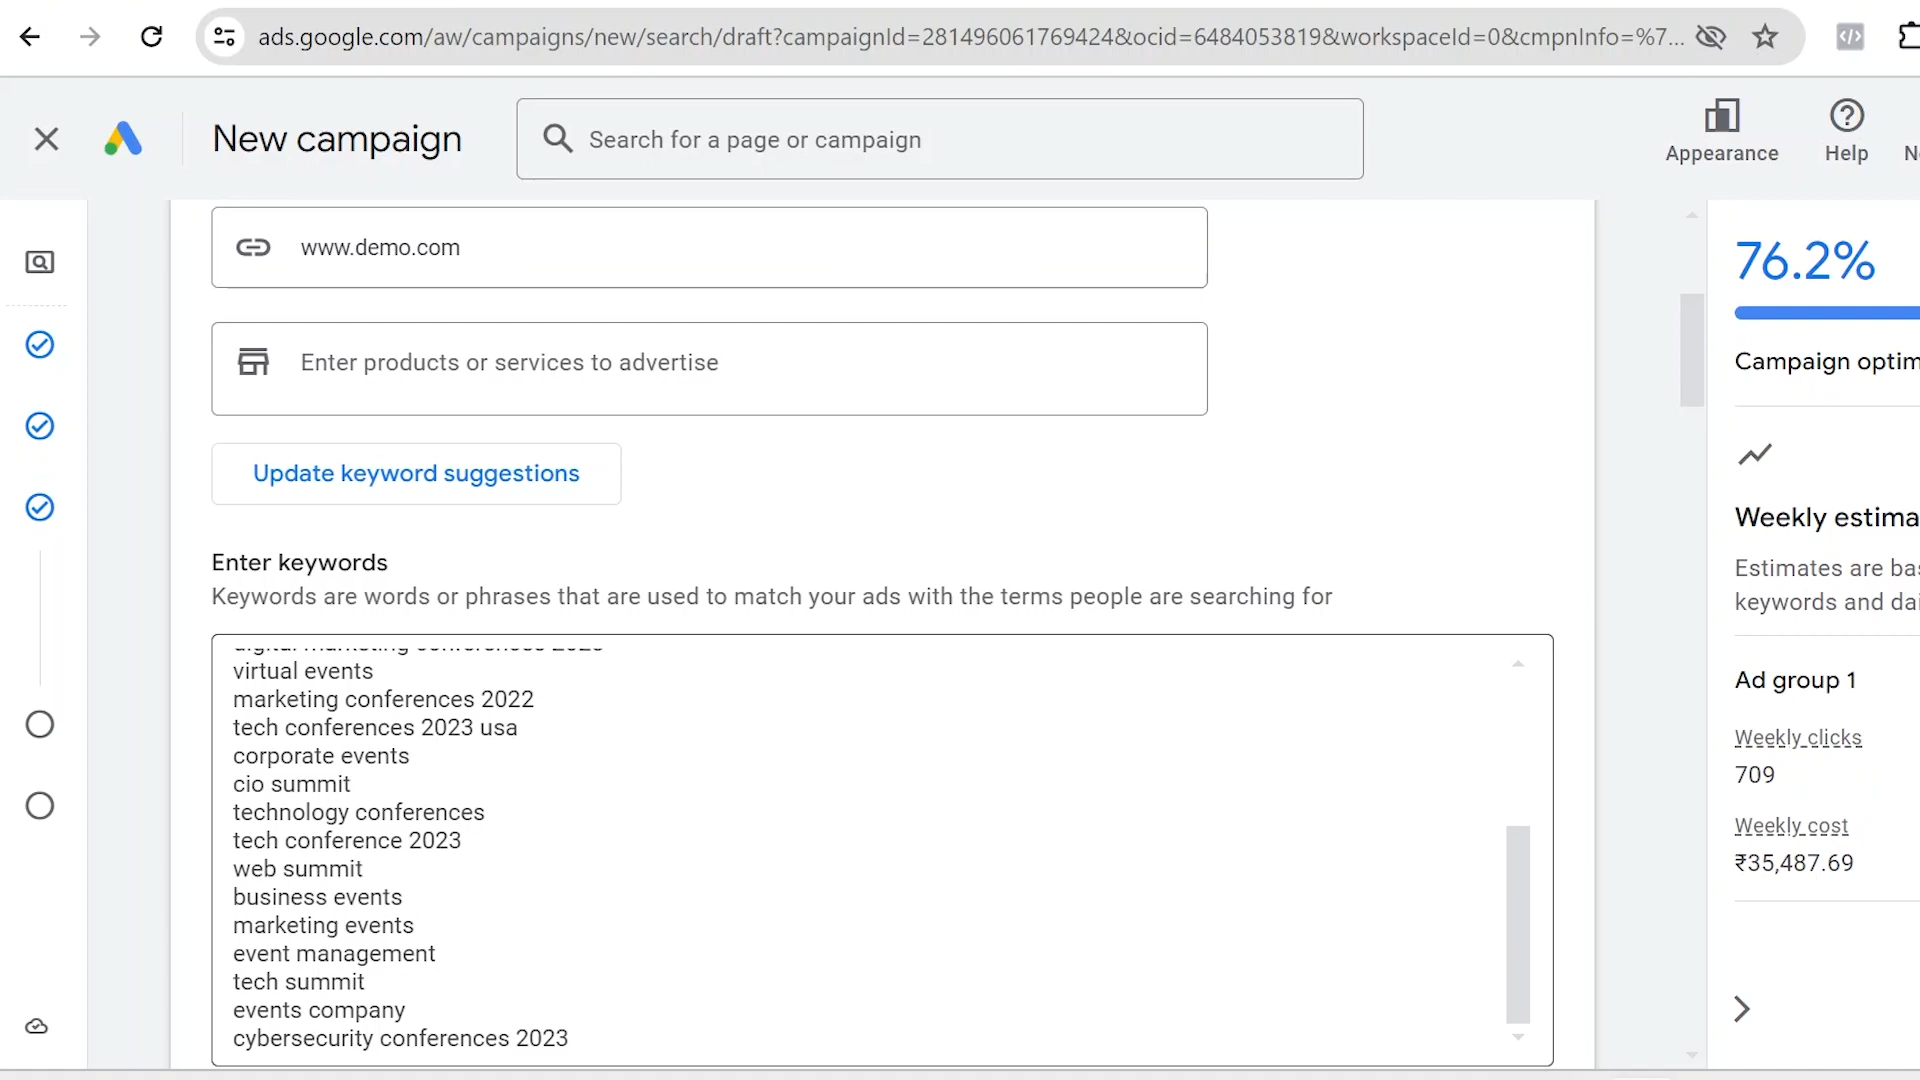 ads.google.com/aw/campaigns/new/search/draft?campaignId=281496061769424&ocid=6484053819&workspaceId=0&cmpnInfo=%7...
New campaign
Search for a page or campaign
Appearance
Help
www.demo.com
Enter products or services to advertise
Update keyword suggestions
Enter keywords
Keywords are words or phrases that are used to match your ads with the terms people are searching for
virtual events
marketing conferences 2022
tech conferences 2023 usa
corporate events
cio summit
technology conferences
tech conference 2023
web summit
business events
marketing events
event management
tech summit
events company
cybersecurity conferences 2023
76.2%
Campaign
Weekly
Estimates are
keywords and
Ad group 1
Weekly clicks
709
Weekly cost
₹35,487.69